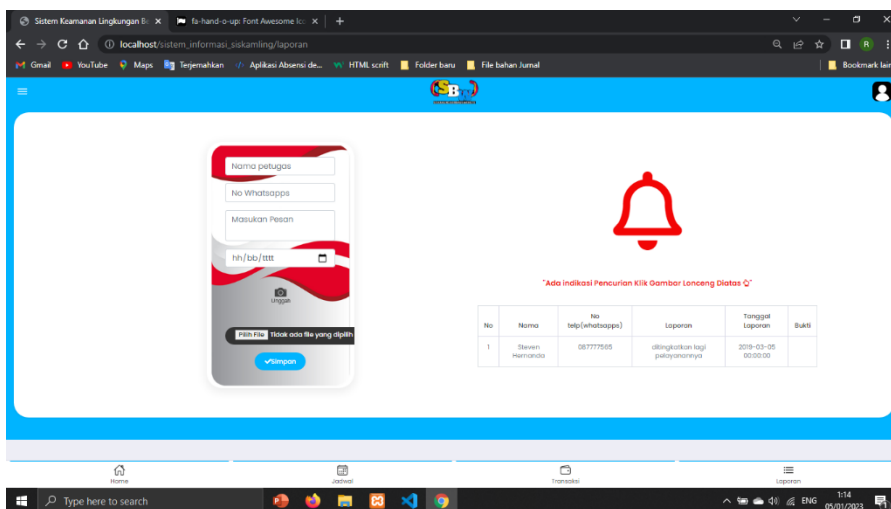 Sistem Keamanan Lingkungan Be
fa-hand-o-up: Font Awesome Ico
localhost/sistem_informasi_siskamling/laporan
R
Gmail YouTube Maps Terjemahkan Aplikasi Absensi de... HTML scrift Folder baru File bahan Jurnal Bookmark lain
SB
Nama petugas
No Whatsapps
Masukan Pesan
hh/bb/tttt
Unggah
Pilih File Tidak ada file yang dipilih
Simpan
"Ada indikasi Pencurian Klik Gambar Lonceng Diatas"
No Nama No telp(whatsapps) Laporan Tanggal Laporan Bukti
1 Steven Hernanda 087777565 ditingkatkan lagi pelayanannya 2019-03-05 00:00:00
Home Jadwal Transaksi Laporan
Type here to search
ENG
1:14
05/01/2023